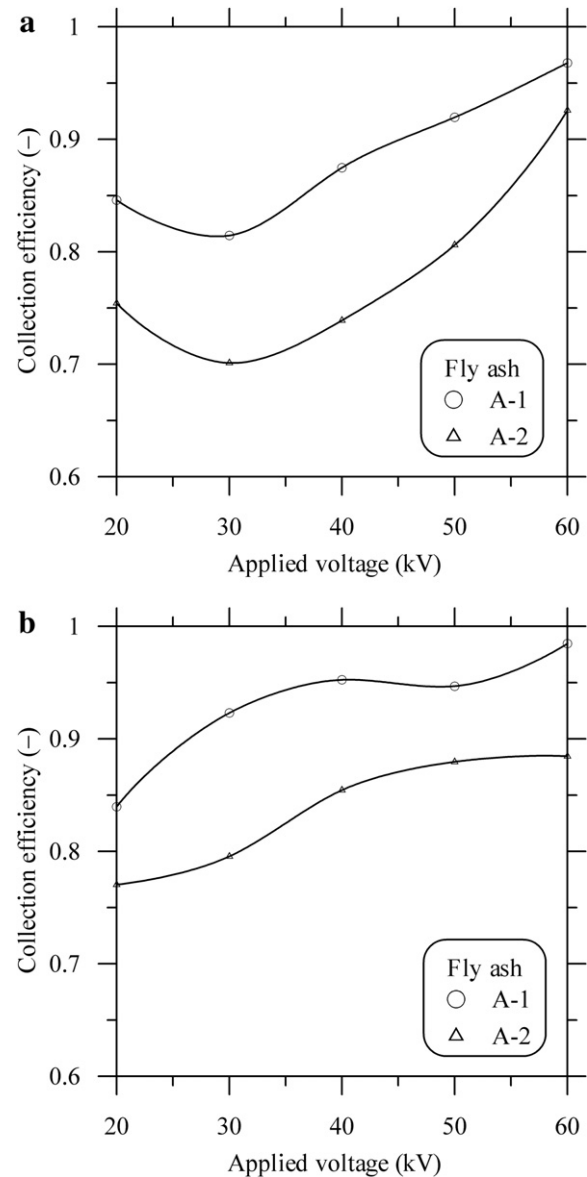 a
1
0.9
0.8
0.7
0.6
Collection efficiency (–)
Fly ash
A-1
A-2
20 30 40 50 60
Applied voltage (kV)
b
1
0.9
0.8
0.7
0.6
Collection efficiency (–)
Fly ash
A-1
A-2
20 30 40 50 60
Applied voltage (kV)